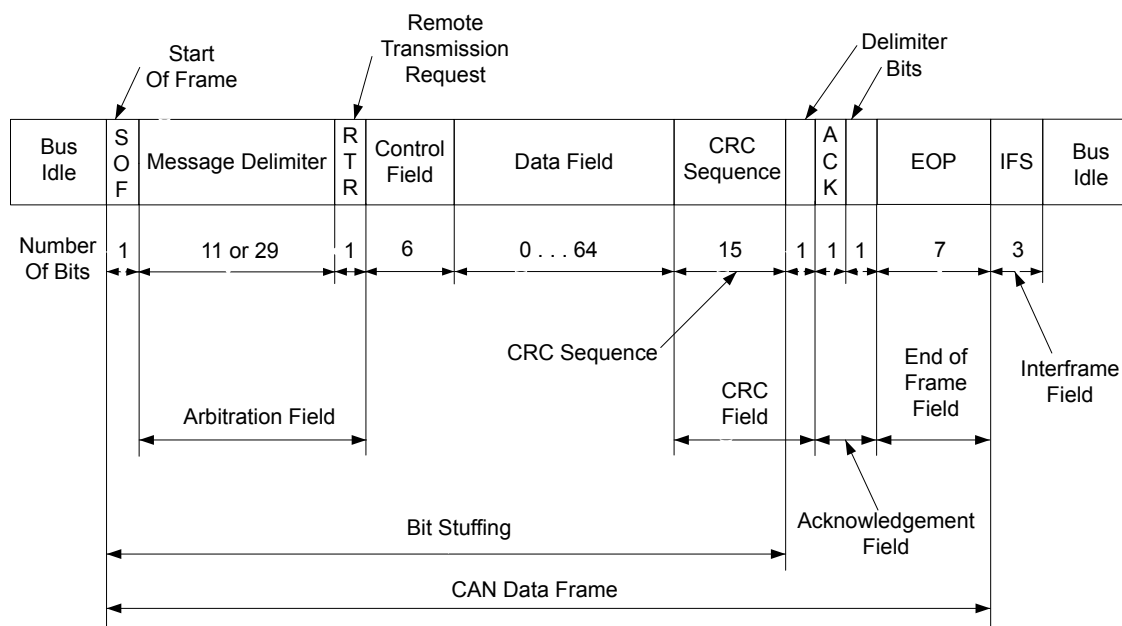 Start
Of Frame
Remote
Transmission
Request
Delimiter
Bits
Bus
Idle
S
O
F
Message Delimiter
R
T
R
Control
Field
Data Field
CRC
Sequence
A
C
K
EOP
IFS
Bus
Idle
Number
Of Bits
1
11 or 29
1
6
0 . . . 64
15
1
1
1
7
3
CRC Sequence
End of
Frame
Field
Interframe
Field
Arbitration Field
CRC
Field
Bit Stuffing
Acknowledgement
Field
CAN Data Frame